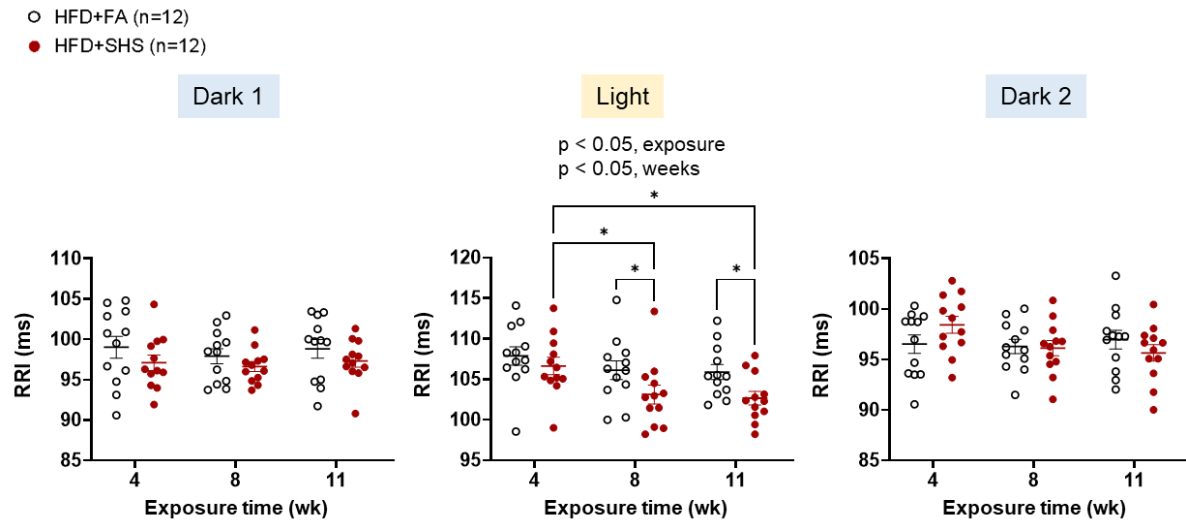 HFD+FA (n=12)
HFD+SHS (n=12)
Dark 1
Light
Dark 2
p < 0.05, exposure
p < 0.05, weeks
*
*
*
*
RRI (ms)
110
105
100
95
90
85
4
8
11
Exposure time (wk)
RRI (ms)
120
115
110
105
100
95
4
8
11
Exposure time (wk)
RRI (ms)
105
100
95
90
85
4
8
11
Exposure time (wk)